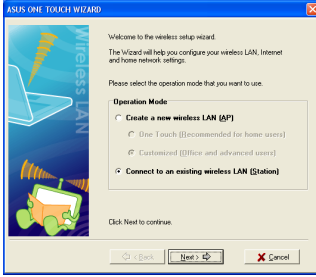 ASUS ONE TOUCH WIZARD
Wireless LAN
Welcome to the wireless setup wizard.
The Wizard will help you configure your wireless LAN, Internet
and home network settings.
Please select the operation mode that you want to use.
Operation Mode
Create a new wireless LAN (AP)
One Touch (Recommended for home users)
Customized (Office and advanced users)
Connect to an existing wireless LAN (Station)
Click Next to continue.
< Back
Next >
Cancel